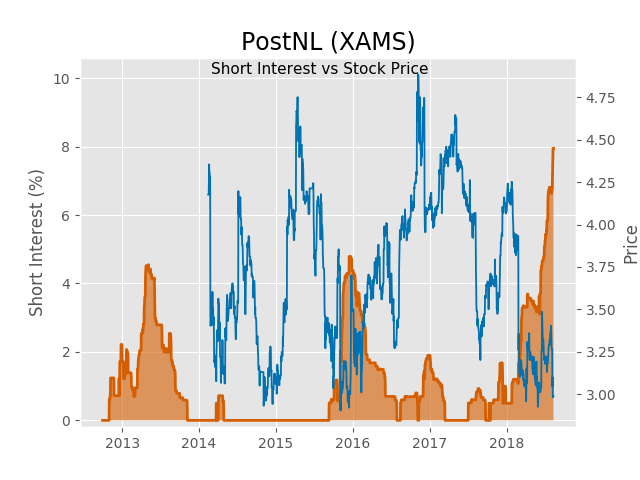 PostNL (XAMS)
Short Interest vs Stock Price
Short Interest (%)
10
8
6
4
2
0
4.75
4.50
4.25
4.00
3.75
3.50
3.25
3.00
Price
2013 2014 2015 2016 2017 2018